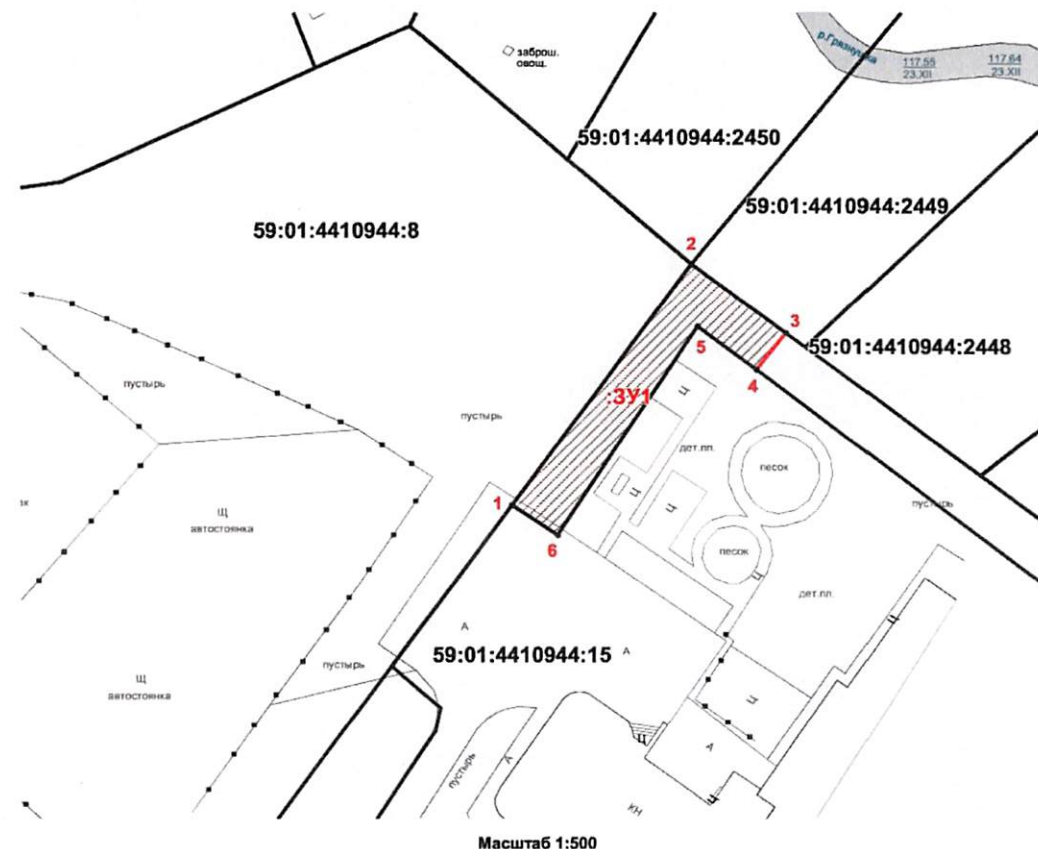 заброш.
овощ.
р.Грязнушка
117.55
23.XII
117.64
23.XII
59:01:4410944:2450
59:01:4410944:2449
59:01:4410944:8
2
3
59:01:4410944:2448
5
4
пустырь
:ЗУ1
Ц
пустырь
дет.пл.
песок
Ц
Ц
пустырь
1
6
Щ
автостоянка
песок
Ц
дет.пл.
Ц
А
59:01:4410944:15
А
пустырь
Щ
автостоянка
Ц
Ц
А
пустырь
А
КН
Ц
Масштаб 1:500